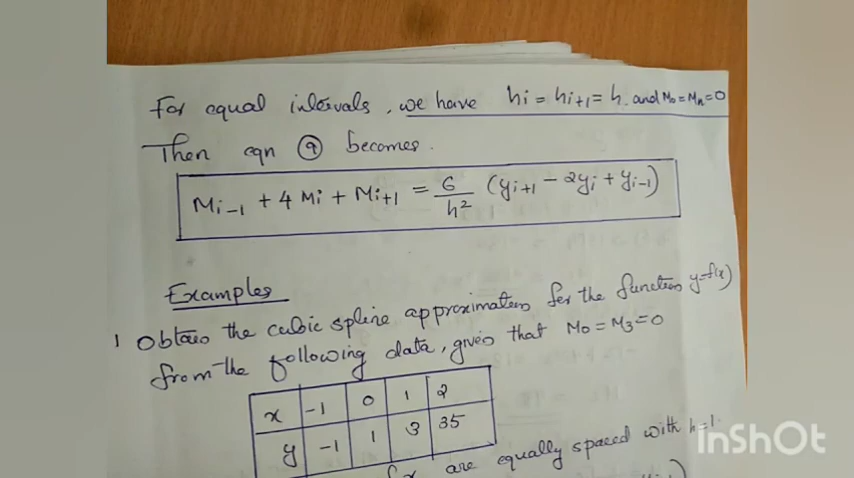 For equal intervals, we have hi = hi+1 = h. and M0 = Mn = 0
Then eqn ⑨ becomes.
Mi-1 + 4 Mi + Mi+1 = 6/h² (yi+1 - 2yi + yi-1)
Examples
1 Obtain the cubic spline approximation for the function y=f(x)
from the following data, given that M0 = M3 = 0
x -1 0 1 2
y -1 1 3 35
are equally spaced with h=1.
InShOt